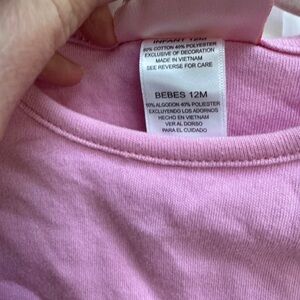 INFANT 12M
60% COTTON 40% POLYESTER
EXCLUSIVE OF DECORATION
MADE IN VIETNAM
SEE REVERSE FOR CARE
BEBES 12M
60% ALGODON 40% POLIESTER
EXCLUYENDO LOS ADORNOS
HECHO EN VIETNAM
VER AL DORSO
PARA EL CUIDADO